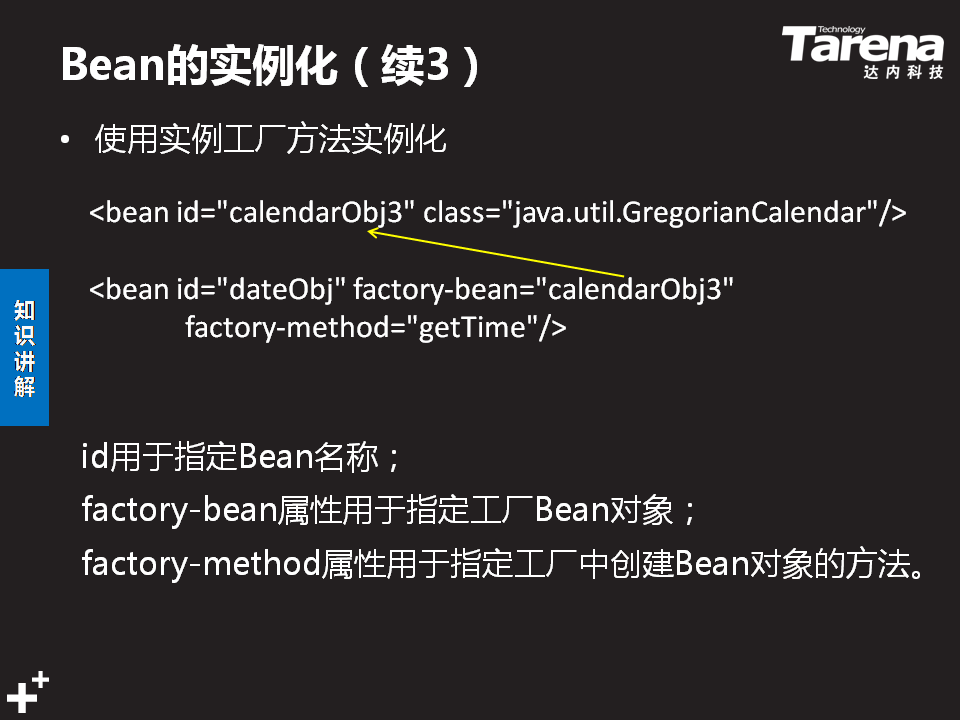 Bean的实例化（续3）
Technology
Tarena
达内科技
• 使用实例工厂方法实例化
<bean id="calendarObj3" class="java.util.GregorianCalendar"/>
<bean id="dateObj" factory-bean="calendarObj3"
factory-method="getTime"/>
知识讲解
id用于指定Bean名称；
factory-bean属性用于指定工厂Bean对象；
factory-method属性用于指定工厂中创建Bean对象的方法。